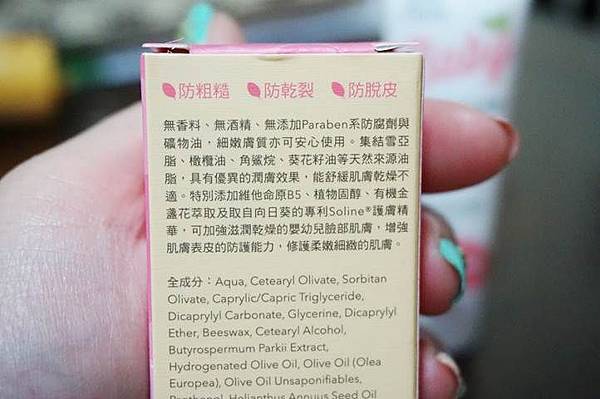 防粗糙 防乾裂 防脫皮
無香料、無酒精、無添加Paraben系防腐劑與
礦物油，細嫩膚質亦可安心使用。集結雪亞
脂、橄欖油、角鯊烷、葵花籽油等天然來源油
脂，具有優異的潤膚效果，能舒緩肌膚乾燥不
適。特別添加維他命原B5、植物固醇、有機金
盞花萃取及取自向日葵的專利Soline®護膚精
華，可加強滋潤乾燥的嬰幼兒臉部肌膚，增強
肌膚表皮的防護能力，修護柔嫩細緻的肌膚。
全成分：Aqua, Cetearyl Olivate, Sorbitan
Olivate, Caprylic/Capric Triglyceride,
Dicaprylyl Carbonate, Glycerine, Dicaprylyl
Ether, Beeswax, Cetearyl Alcohol,
Butyrospermum Parkii Extract,
Hydrogenated Olive Oil, Olive Oil (Olea
Europea), Olive Oil Unsaponifiables,
Panthenol, Helianthus Annuus Seed Oil